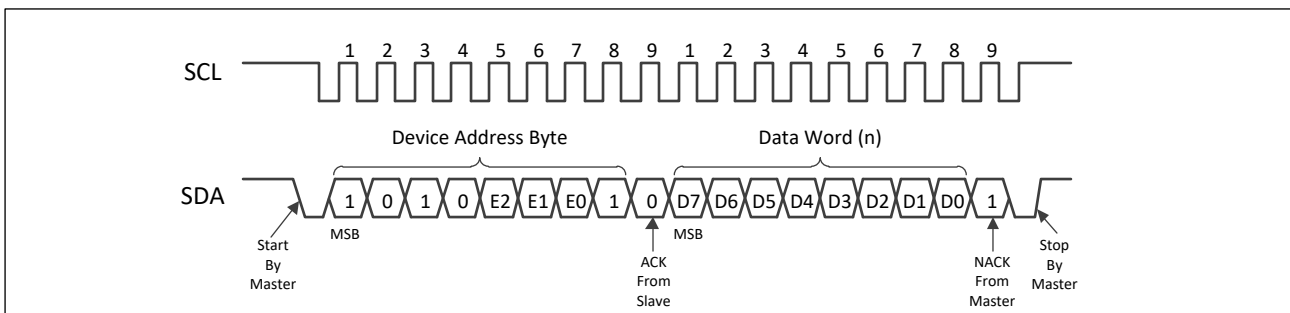 1 2 3 4 5 6 7 8 9 1 2 3 4 5 6 7 8 9
SCL
Device Address Byte Data Word (n)
SDA 1 0 1 0 E2 E1 E0 1 0 D7 D6 D5 D4 D3 D2 D1 D0 1
MSB MSB
Start
By
Master
ACK
From
Slave
NACK
From
Master
Stop
By
Master